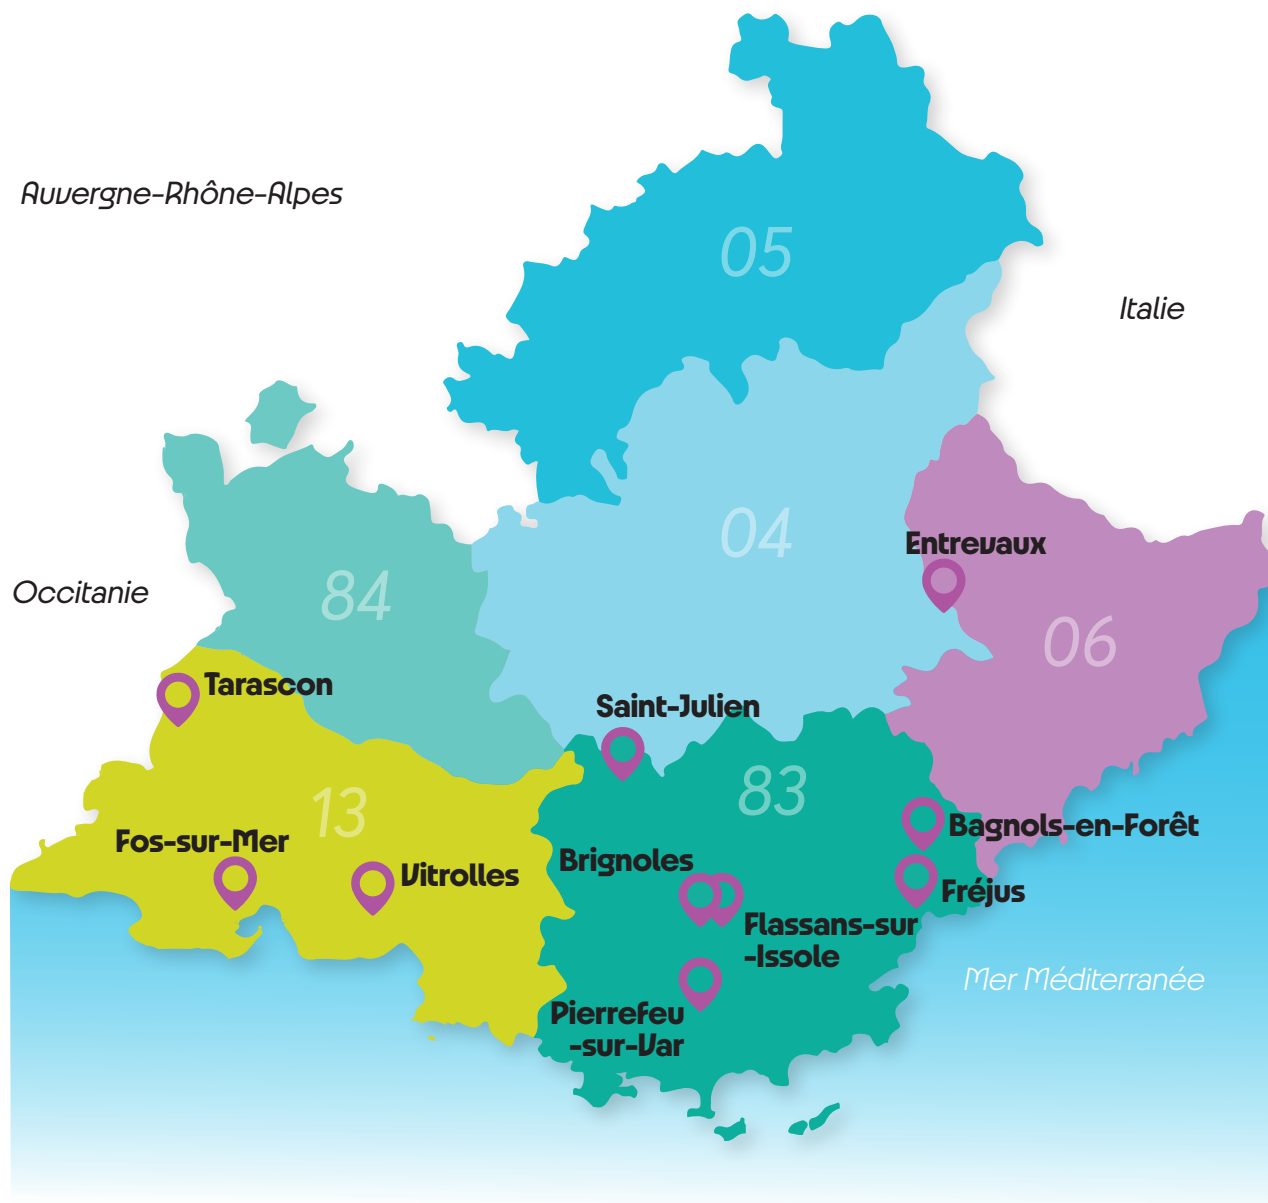 Auvergne-Rhône-Alpes
05
Italie
04
Entrevaux
Occitanie
84
06
Tarascon
Saint-Julien
83
13
Fos-sur-Mer
Vitrolles
Bagnols-en-Forêt
Brignoles
Fréjus
Flassans-sur
-Issole
Mer Méditerranée
Pierrefeu
-sur-Var